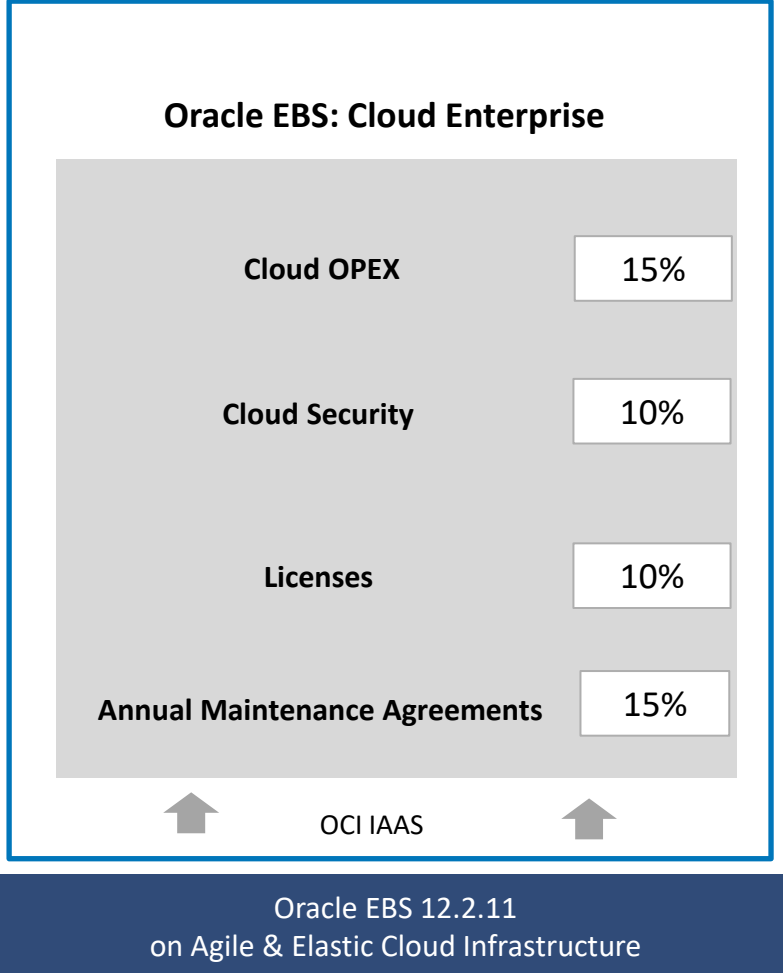 Oracle EBS: Cloud Enterprise
Cloud OPEX 15%
Cloud Security 10%
Licenses 10%
Annual Maintenance Agreements 15%
OCI IAAS
Oracle EBS 12.2.11
on Agile & Elastic Cloud Infrastructure